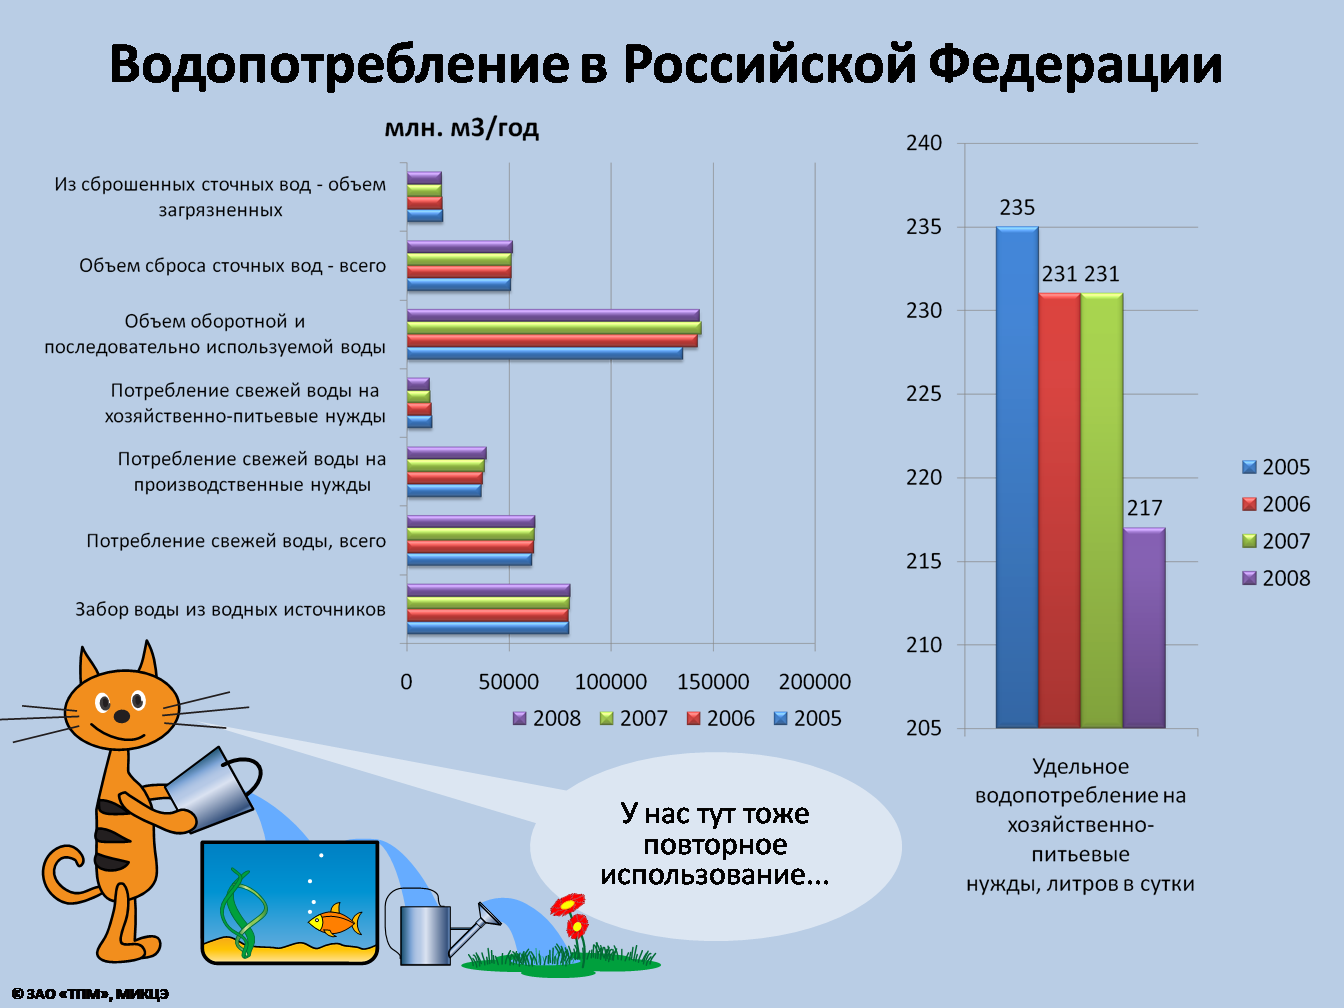 Водопотребление в Российской Федерации
млн. м3/год
Из сброшенных сточных вод - объем
загрязненных
Объем сброса сточных вод - всего
Объем оборотной и
последовательно используемой воды
Потребление свежей воды на
хозяйственно-питьевые нужды
Потребление свежей воды на
производственные нужды
Потребление свежей воды, всего
Забор воды из водных источников
0 50000 100000 150000 200000
2008 2007 2006 2005
240
235
230
225
220
215
210
205
235
231 231
217
2005
2006
2007
2008
Удельное
водопотребление на
хозяйственно-
питьевые
нужды, литров в сутки
У нас тут тоже
повторное
использование...
© ЗАО «ТПМ», МИКЦЭ